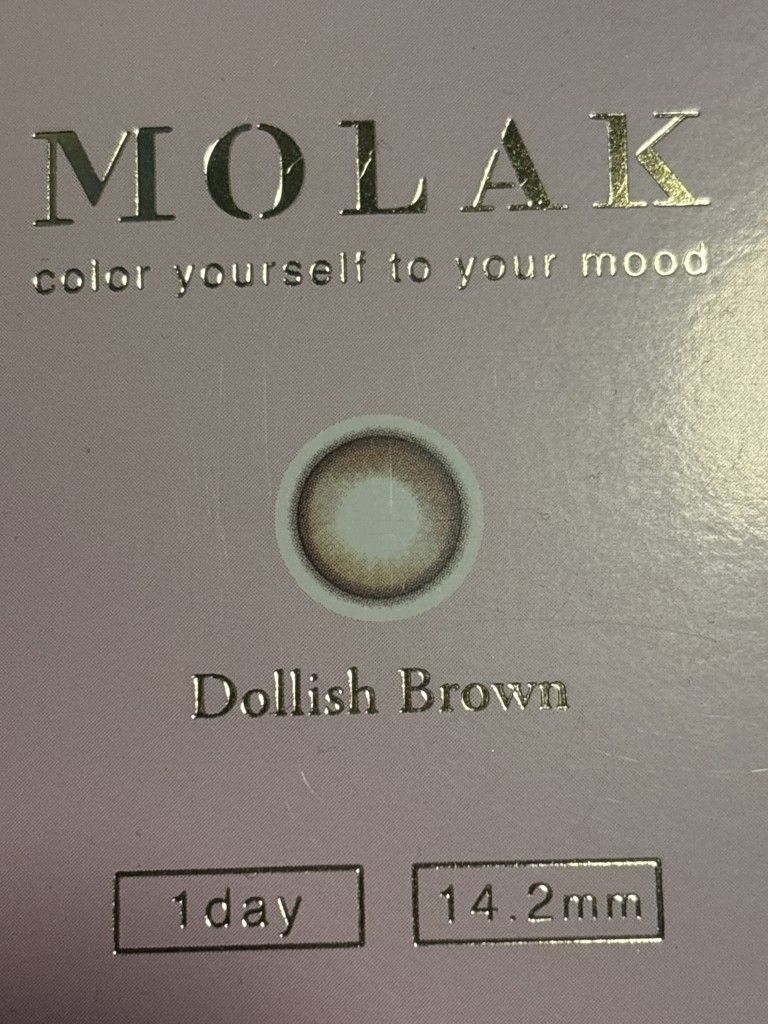 MOLAK
color yourself to your mood
Dollish Brown
1day
14.2mm